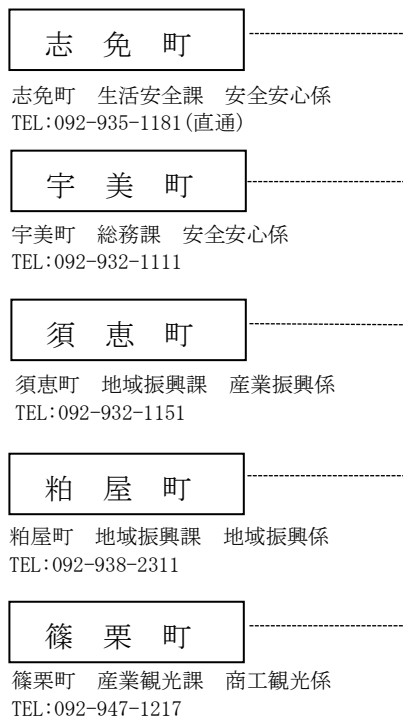 志免町
志免町　生活安全課　安全安心係
TEL:092-935-1181(直通)
宇美町
宇美町　総務課　安全安心係
TEL:092-932-1111
須恵町
須恵町　地域振興課　産業振興係
TEL:092-932-1151
粕屋町
粕屋町　地域振興課　地域振興係
TEL:092-938-2311
篠栗町
篠栗町　産業観光課　商工観光係
TEL:092-947-1217